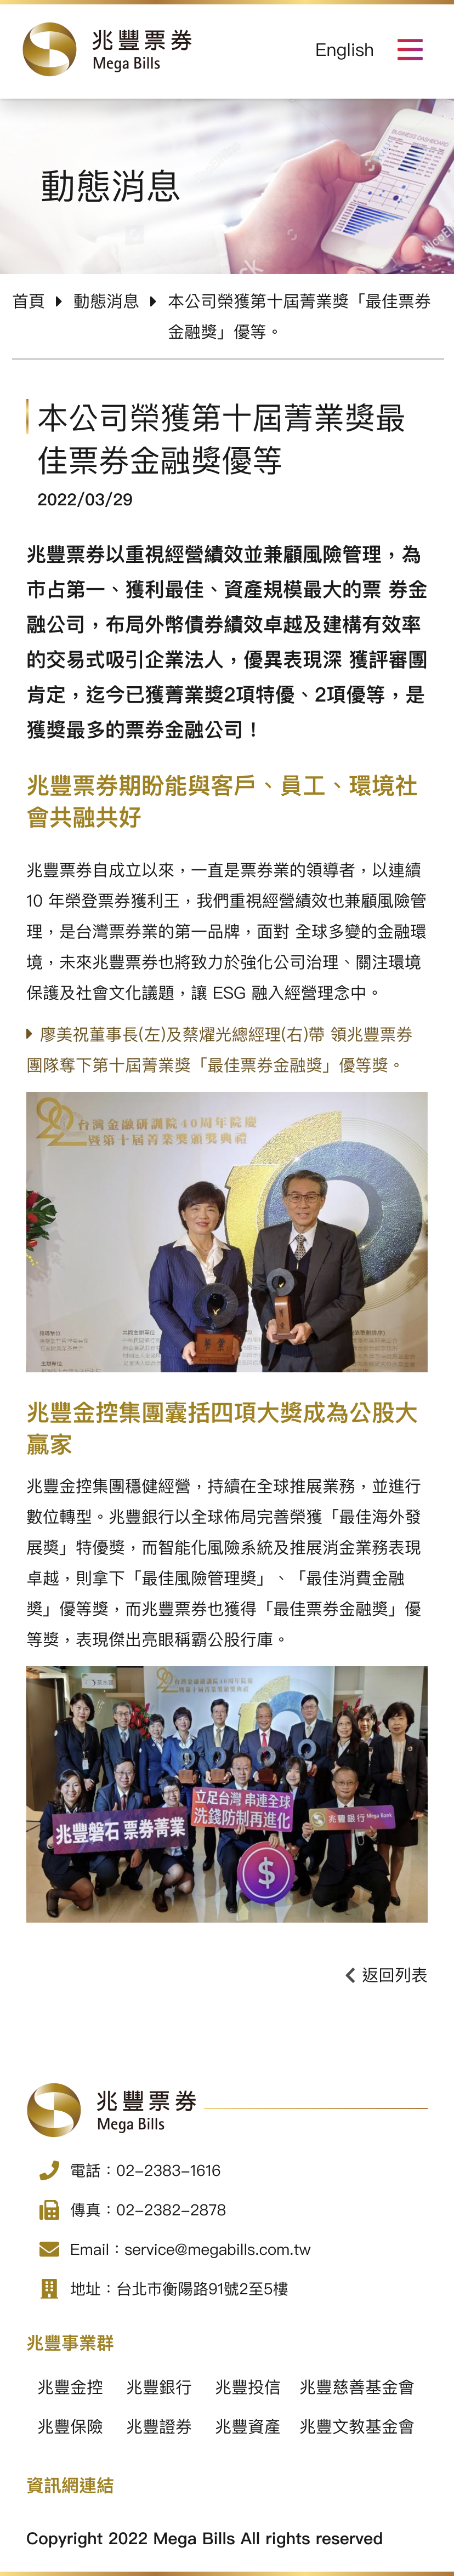 兆豐票券
Mega Bills
English
BUSINESS DASHBOARD
動態消息
首頁 動態消息 本公司榮獲第十屆菁業獎「最佳票券
金融獎」優等。
本公司榮獲第十屆菁業獎最
佳票券金融獎優等
2022/03/29
兆豐票券以重視經營績效並兼顧風險管理，為
市占第一、獲利最佳、資產規模最大的票 券金
融公司，布局外幣債券績效卓越及建構有效率
的交易式吸引企業法人，優異表現深 獲評審團
肯定，迄今已獲菁業獎2項特優、2項優等，是
獲獎最多的票券金融公司！
兆豐票券期盼能與客戶、員工、環境社
會共融共好
兆豐票券自成立以來，一直是票券業的領導者，以連續
10 年榮登票券獲利王，我們重視經營績效也兼顧風險管
理，是台灣票券業的第一品牌，面對 全球多變的金融環
境，未來兆豐票券也將致力於強化公司治理、關注環境
保護及社會文化議題，讓 ESG 融入經營理念中。
廖美祝董事長(左)及蔡燿光總經理(右)帶 領兆豐票券
團隊奪下第十屆菁業獎「最佳票券金融獎」優等獎。
台灣金融研訓院40周年院慶
暨第十屆菁業獎頒獎典禮
兆豐金控集團囊括四項大獎成為公股大
贏家
兆豐金控集團穩健經營，持續在全球推展業務，並進行
數位轉型。兆豐銀行以全球佈局完善榮獲「最佳海外發
展獎」特優獎，而智能化風險系統及推展消金業務表現
卓越，則拿下「最佳風險管理獎」、「最佳消費金融
獎」優等獎，而兆豐票券也獲得「最佳票券金融獎」優
等獎，表現傑出亮眼稱霸公股行庫。
台灣金融研訓院40周年院慶
兆豐磐石 票券菁業
立足台灣 串連全球
洗錢防制再進化
兆豐銀行 Mega Bank
$
返回列表
兆豐票券
Mega Bills
電話：02-2383-1616
傳真：02-2382-2878
Email：service@megabills.com.tw
地址：台北市衡陽路91號2至5樓
兆豐事業群
兆豐金控 兆豐銀行 兆豐投信 兆豐慈善基金會
兆豐保險 兆豐證券 兆豐資產 兆豐文教基金會
資訊網連結
Copyright 2022 Mega Bills All rights reserved